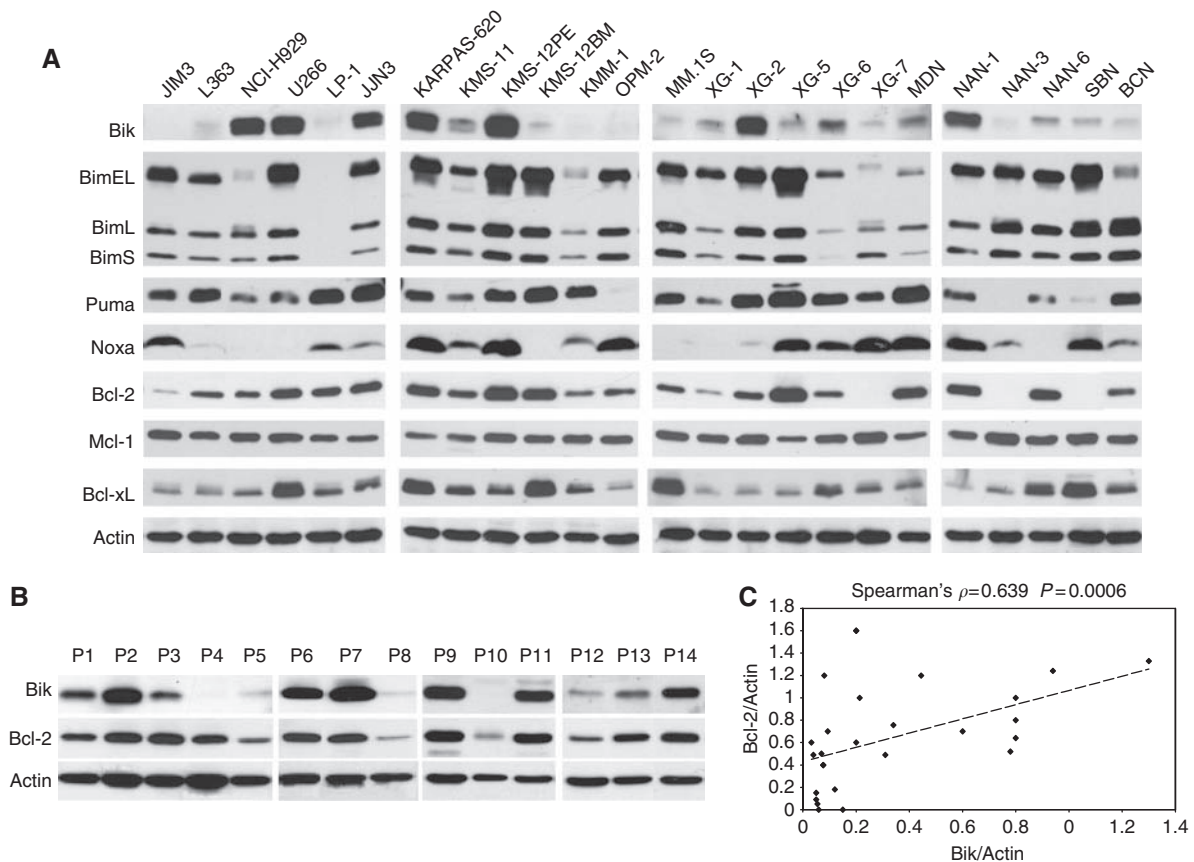 A
JIM3 L363 NCI-H929 U266 LP-1 JJN3 KARPAS-620 KMS-11 KMS-12PE KMS-12BM KMM-1 OPM-2 MM.1S XG-1 XG-2 XG-5 XG-6 XG-7 MDN NAN-1 NAN-3 NAN-6 SBN BCN
Bik
BimEL
BimL
BimS
Puma
Noxa
Bcl-2
Mcl-1
Bcl-xL
Actin
B
P1 P2 P3 P4 P5 P6 P7 P8 P9 P10 P11 P12 P13 P14
Bik
Bcl-2
Actin
C
Spearman's ρ=0.639 P=0.0006
Bcl-2/Actin
1.8
1.6
1.4
1.2
1
0.8
0.6
0.4
0.2
0
0 0.2 0.4 0.6 0.8 0 1.2 1.4
Bik/Actin